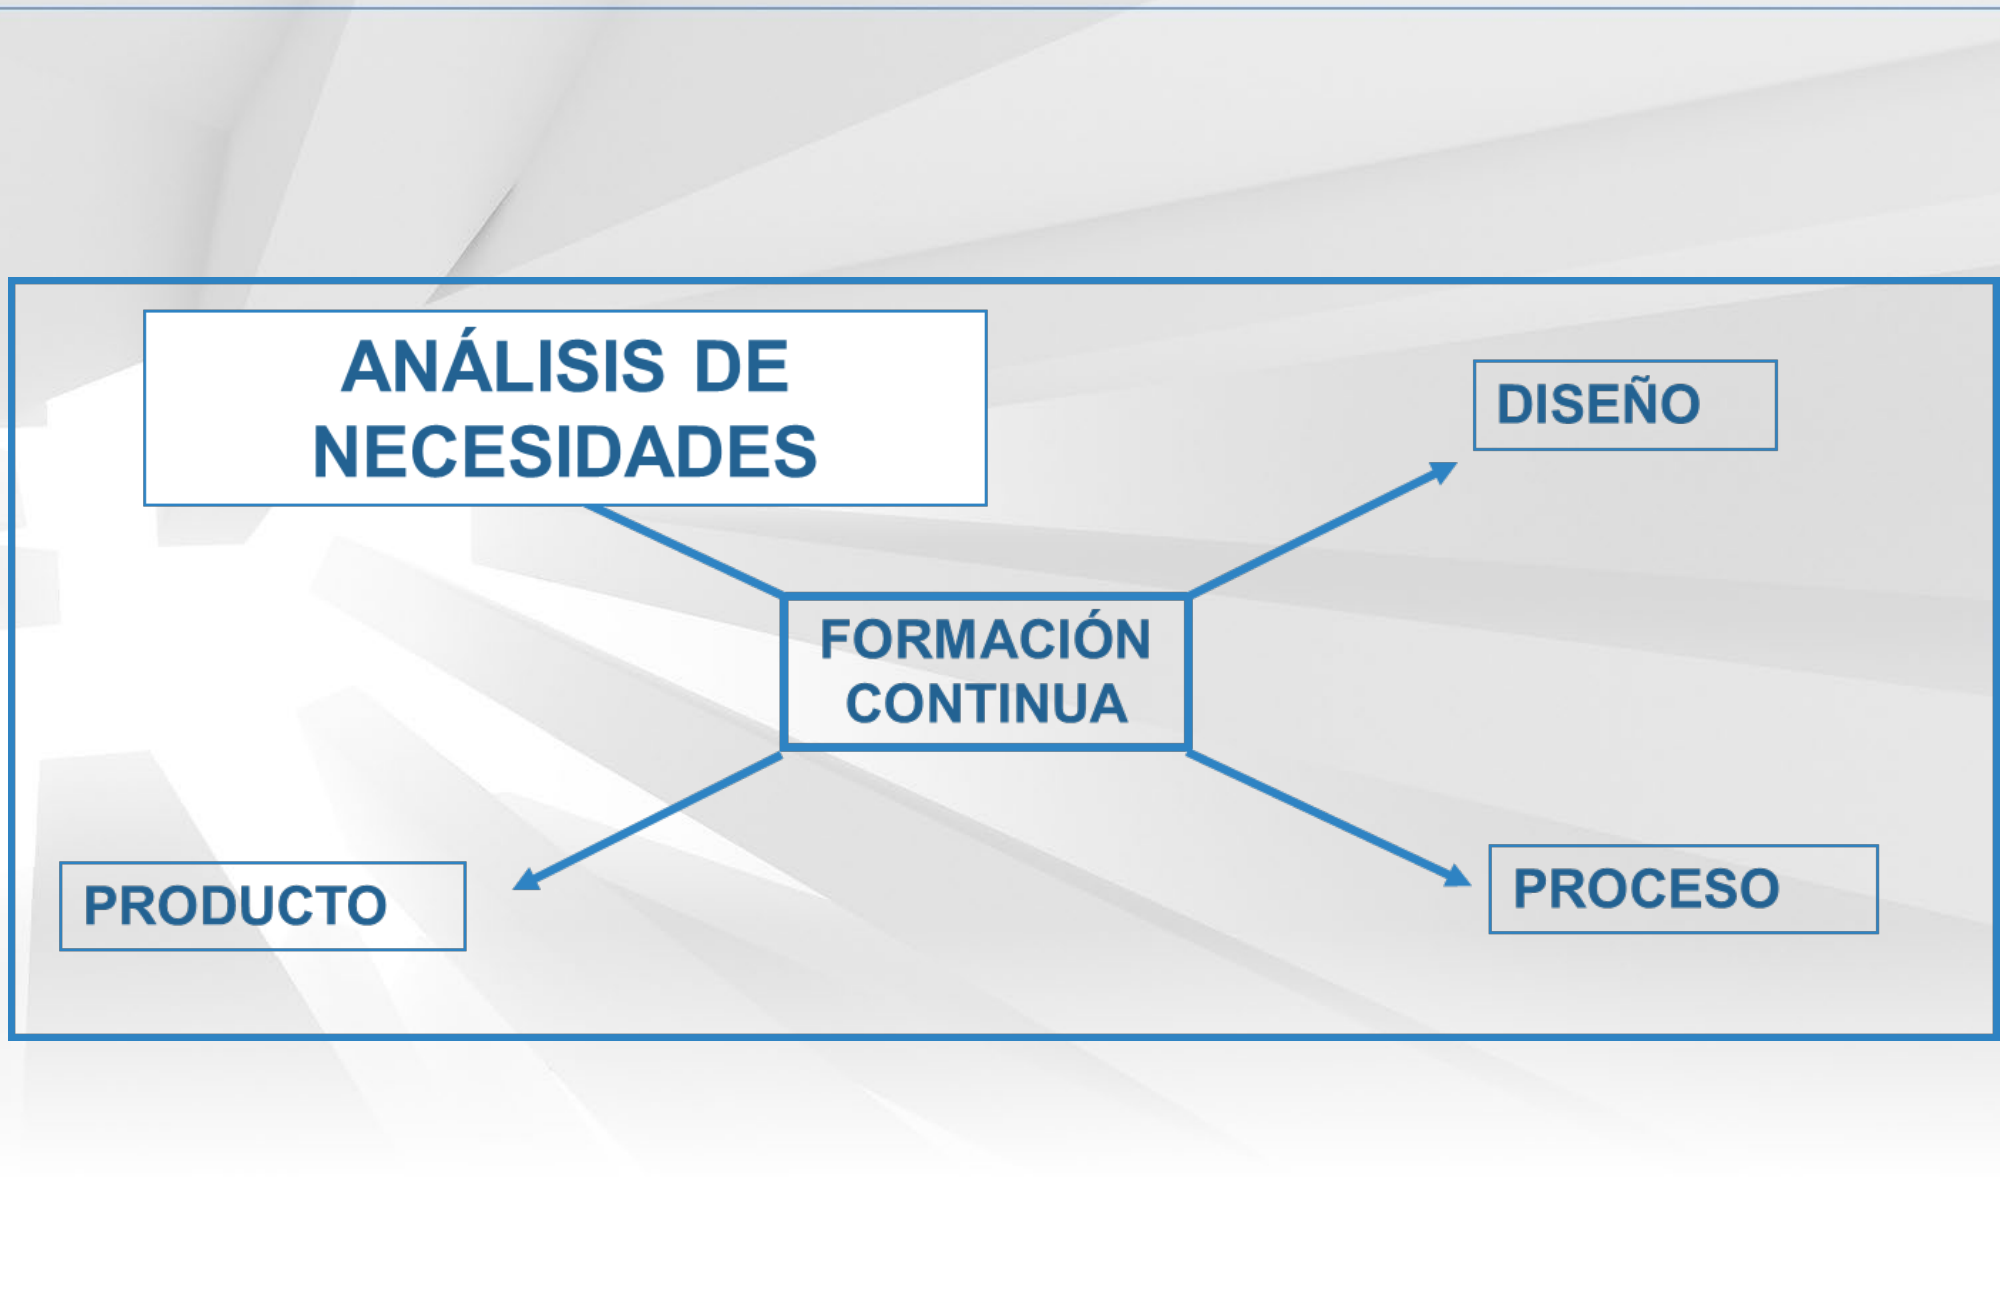 ANÁLISIS DE
NECESIDADES
DISEÑO
FORMACIÓN
CONTINUA
PRODUCTO
PROCESO